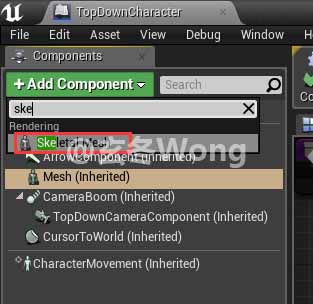 TopDownCharacter
File Edit Asset View Debug Window Help
Components
+ Add Component Search
ske
Rendering
Skeletal Mesh
ArrowComponent (Inherited)
Mesh (Inherited)
CameraBoom (Inherited)
TopDownCameraComponent (Inherited)
CursorToWorld (Inherited)
CharacterMovement (Inherited)
Wong